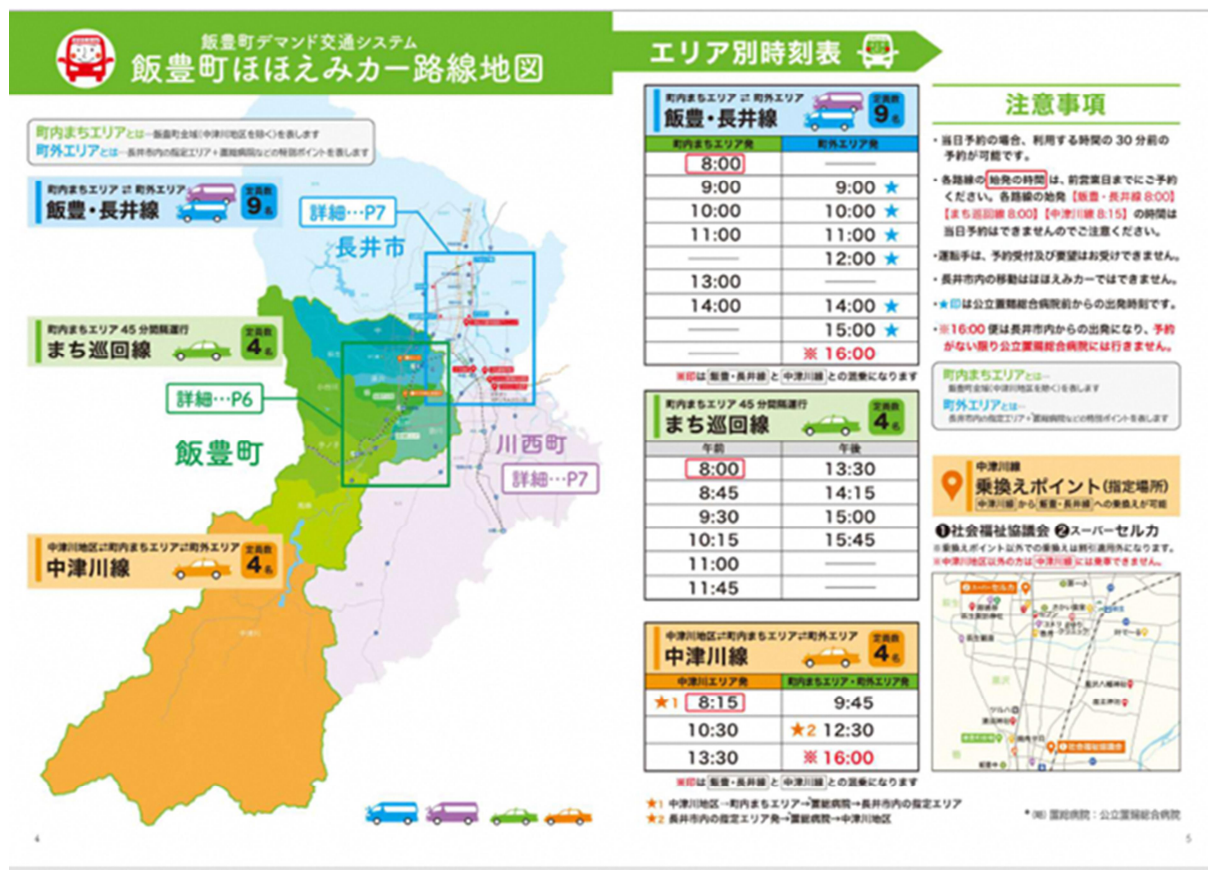 飯豊町デマンド交通システム
飯豊町ほほえみカー路線地図
町内まちエリアとは…飯豊町全域(中津川地区を除く)を表します
町外エリアとは…長井市内の指定エリア+置総病院などの特別ポイントを表します
町内まちエリア⇄町外エリア
飯豊・長井線
定員数
9名
詳細…P7
長井市
町内まちエリア45分間隔運行
まち巡回線
定員数
4名
詳細…P6
飯豊町
川西町
詳細…P7
中津川地区⇄町内まちエリア⇄町外エリア
中津川線
定員数
4名
中津川
4
エリア別時刻表
町内まちエリア ⇄ 町外エリア
飯豊・長井線
定員数
9名
町内まちエリア発 町外エリア発
8:00 ――
9:00 9:00 ★
10:00 10:00 ★
11:00 11:00 ★
―― 12:00 ★
13:00 ――
14:00 14:00 ★
―― 15:00 ★
―― ※16:00
※印は 飯豊・長井線 と 中津川線 との混乗になります
町内まちエリア45分間隔運行
まち巡回線
定員数
4名
午前 午後
8:00 13:30
8:45 14:15
9:30 15:00
10:15 15:45
11:00 ――
11:45 ――
中津川地区⇄町内まちエリア⇄町外エリア
中津川線
定員数
4名
中津川エリア発 町内まちエリア・町外エリア発
★1 8:15 9:45
10:30 ★2 12:30
13:30 ※16:00
※印は 飯豊・長井線 と 中津川線 との混乗になります
★1 中津川地区→町内まちエリア→置総病院→長井市内の指定エリア
★2 長井市内の指定エリア発→置総病院→中津川地区
注意事項
・当日予約の場合、利用する時間の30分前の
予約が可能です。
・各路線の 始発の時間 は、前営業日までにご予約
ください。各路線の始発【飯豊・長井線8:00】
【まち巡回線8:00】【中津川線8:15】の時間は
当日予約はできませんのでご注意ください。
・運転手は、予約受付及び要望はお受けできません。
・長井市内の移動はほほえみカーではできません。
・★印は公立置賜総合病院前からの出発時刻です。
・※16:00便は長井市内からの出発になり、予約
がない限り公立置賜総合病院には行きません。
町内まちエリアとは…
飯豊町全域(中津川地区を除く)を表します
町外エリアとは…
長井市内の指定エリア+置総病院などの特別ポイントを表します
中津川線
乗換えポイント(指定場所)
中津川線 から 飯豊・長井線 への乗換えが可能
❶社会福祉協議会 ❷スーパーセルカ
※乗換えポイント以外での乗換えは割引適用外になります。
※中津川地区以外の方は 中津川線 には乗車できません。
❷スーパーセルカ
ツルハ
❶社会福祉協議会
*(略)置総病院:公立置賜総合病院
5